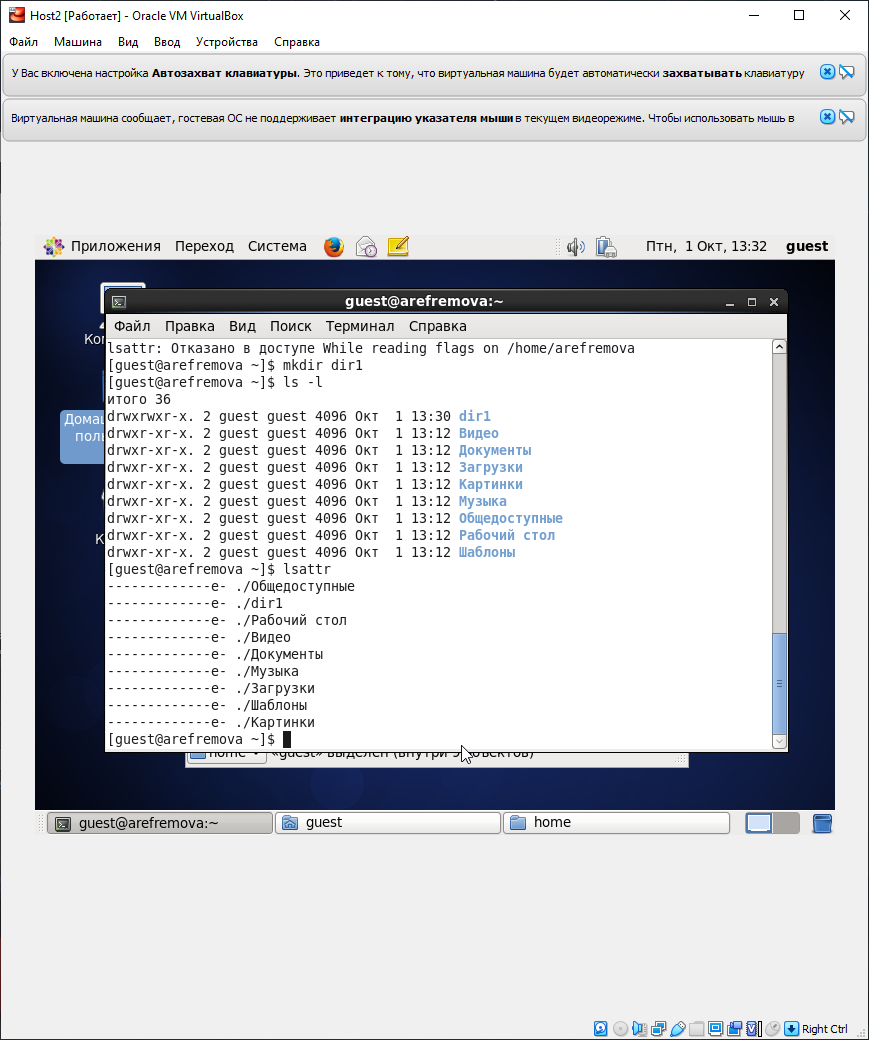 Host2 [Работает] - Oracle VM VirtualBox
Файл Машина Вид Ввод Устройства Справка
У Вас включена настройка Автозахват клавиатуры. Это приведет к тому, что виртуальная машина будет автоматически захватывать клавиатуру
Виртуальная машина сообщает, гостевая ОС не поддерживает интеграцию указателя мыши в текущем видеорежиме. Чтобы использовать мышь в
Приложения Переход Система Птн, 1 Окт, 13:32 guest
guest@arefremova:~
Файл Правка Вид Поиск Терминал Справка
lsattr: Отказано в доступе While reading flags on /home/arefremova
[guest@arefremova ~]$ mkdir dir1
[guest@arefremova ~]$ ls -l
итого 36
drwxrwxr-x. 2 guest guest 4096 Окт  1 13:30 dir1
drwxr-xr-x. 2 guest guest 4096 Окт  1 13:12 Видео
drwxr-xr-x. 2 guest guest 4096 Окт  1 13:12 Документы
drwxr-xr-x. 2 guest guest 4096 Окт  1 13:12 Загрузки
drwxr-xr-x. 2 guest guest 4096 Окт  1 13:12 Картинки
drwxr-xr-x. 2 guest guest 4096 Окт  1 13:12 Музыка
drwxr-xr-x. 2 guest guest 4096 Окт  1 13:12 Общедоступные
drwxr-xr-x. 2 guest guest 4096 Окт  1 13:12 Рабочий стол
drwxr-xr-x. 2 guest guest 4096 Окт  1 13:12 Шаблоны
[guest@arefremova ~]$ lsattr
-------------e- ./Общедоступные
-------------e- ./dir1
-------------e- ./Рабочий стол
-------------e- ./Видео
-------------e- ./Документы
-------------e- ./Музыка
-------------e- ./Загрузки
-------------e- ./Шаблоны
-------------e- ./Картинки
[guest@arefremova ~]$
home «guest» выделен (внутри
guest@arefremova:~ guest home
Right Ctrl